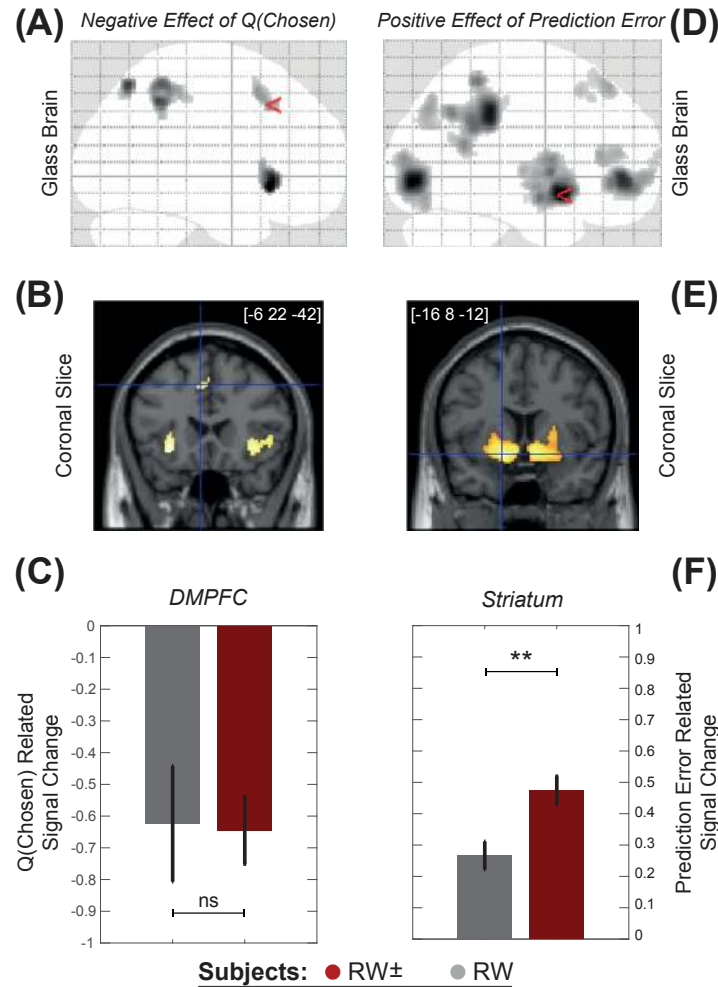 (A)
Negative Effect of Q(Chosen)
Positive Effect of Prediction Error
(D)
Glass Brain
<
<
Glass Brain
(B)
[-6 22 -42]
Coronal Slice
[-16 8 -12]
(E)
Coronal Slice
(C)
DMPFC
Q(Chosen) Related
Signal Change
0
-0.1
-0.2
-0.3
-0.4
-0.5
-0.6
-0.7
-0.8
-0.9
-1
ns
Striatum
(F)
**
1
0.9
0.8
0.7
0.6
0.5
0.4
0.3
0.2
0.1
0
Prediction Error Related
Signal Change
Subjects: RW± RW